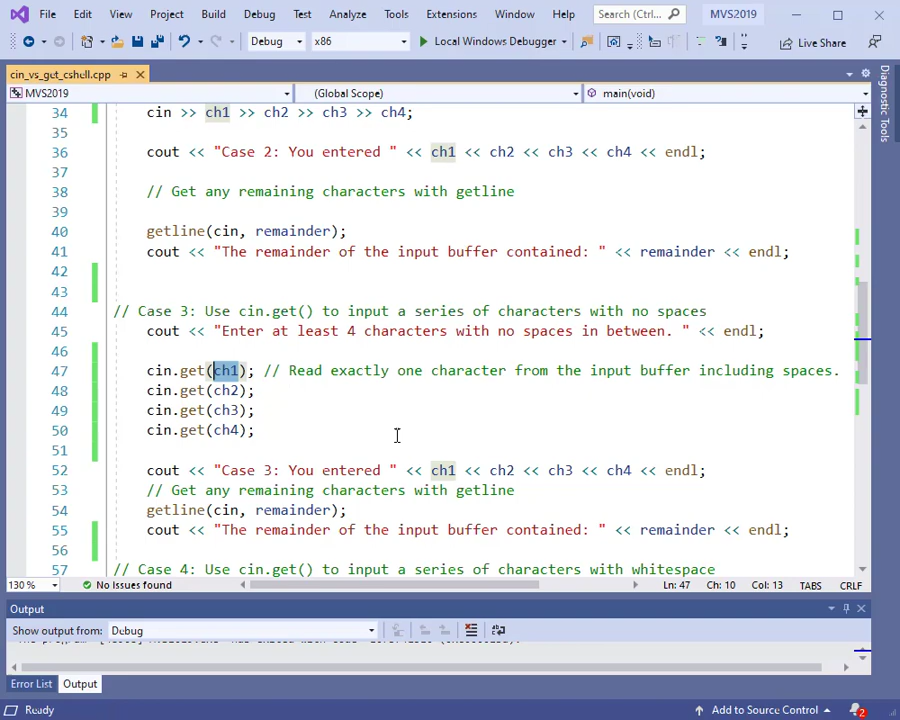 File Edit View Project Build Debug Test Analyze Tools Extensions Window Help Search (Ctrl... MVS2019
Debug x86 Local Windows Debugger Live Share
cin_vs_get_cshell.cpp
MVS2019 (Global Scope) main(void)
34 cin >> ch1 >> ch2 >> ch3 >> ch4;
35
36 cout << "Case 2: You entered " << ch1 << ch2 << ch3 << ch4 << endl;
37
38 // Get any remaining characters with getline
39
40 getline(cin, remainder);
41 cout << "The remainder of the input buffer contained: " << remainder << endl;
42
43
44 // Case 3: Use cin.get() to input a series of characters with no spaces
45 cout << "Enter at least 4 characters with no spaces in between. " << endl;
46
47 cin.get(ch1); // Read exactly one character from the input buffer including spaces.
48 cin.get(ch2);
49 cin.get(ch3);
50 cin.get(ch4);
51
52 cout << "Case 3: You entered " << ch1 << ch2 << ch3 << ch4 << endl;
53 // Get any remaining characters with getline
54 getline(cin, remainder);
55 cout << "The remainder of the input buffer contained: " << remainder << endl;
56
57 // Case 4: Use cin.get() to input a series of characters with whitespace
130 % No issues found Ln: 47 Ch: 10 Col: 13 TABS CRLF
Output
Show output from: Debug
Error List Output
Ready Add to Source Control 2
Diagnostic Tools